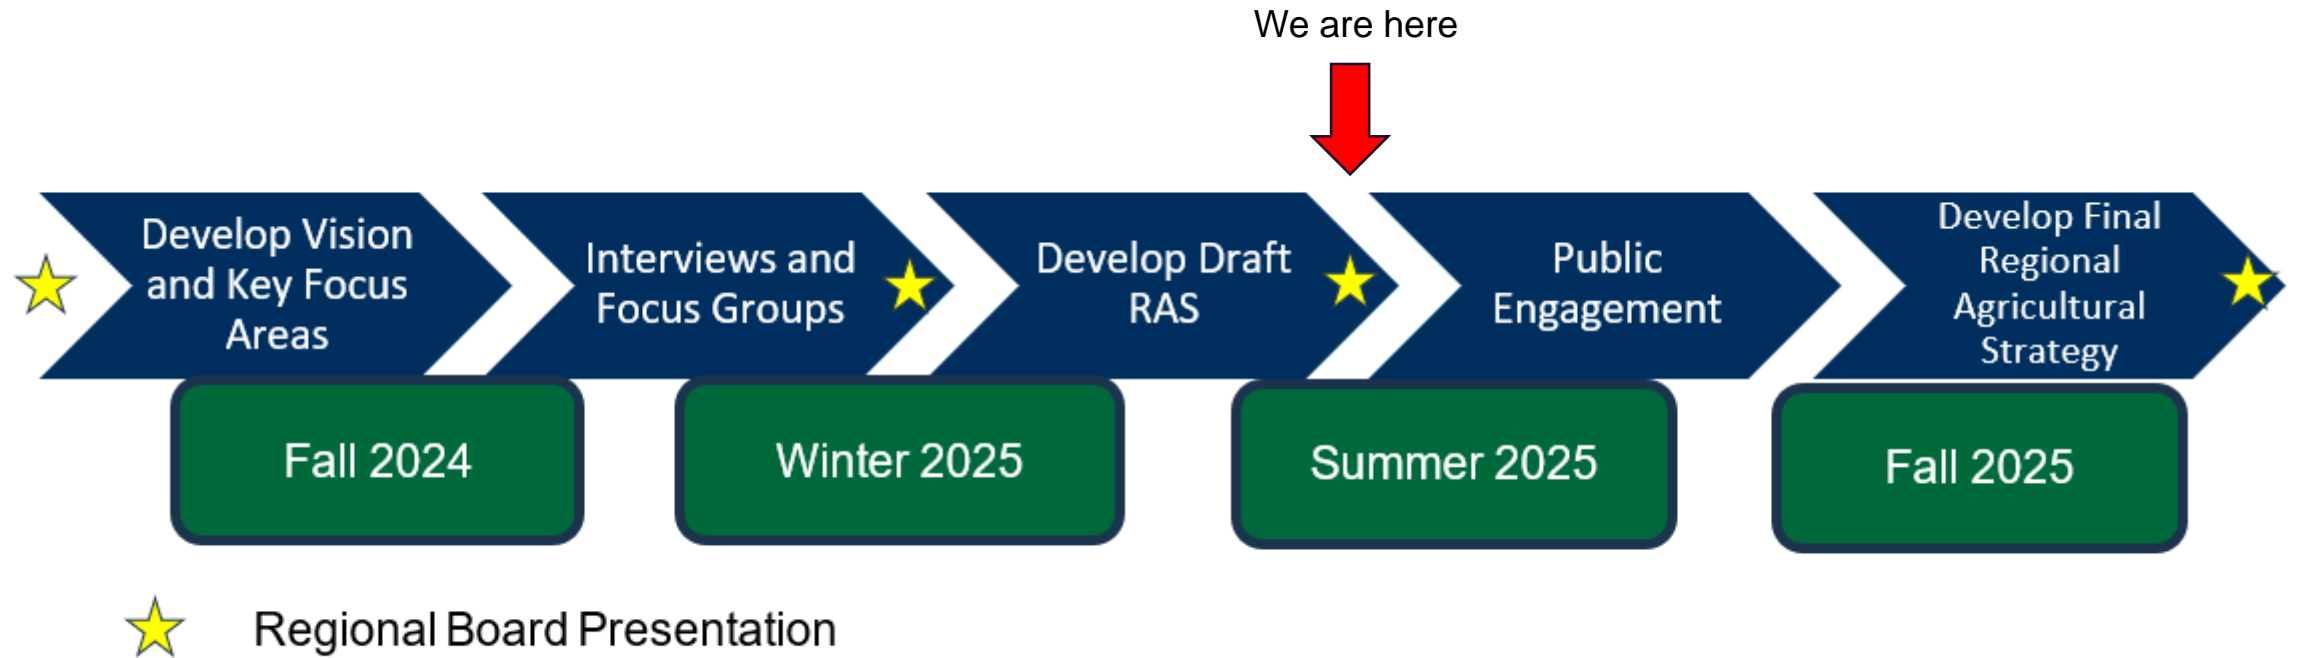 We are here
Develop Vision
and Key Focus
Areas
Interviews and
Focus Groups
Develop Draft
RAS
Public
Engagement
Develop Final
Regional
Agricultural
Strategy
Fall 2024
Winter 2025
Summer 2025
Fall 2025
Regional Board Presentation